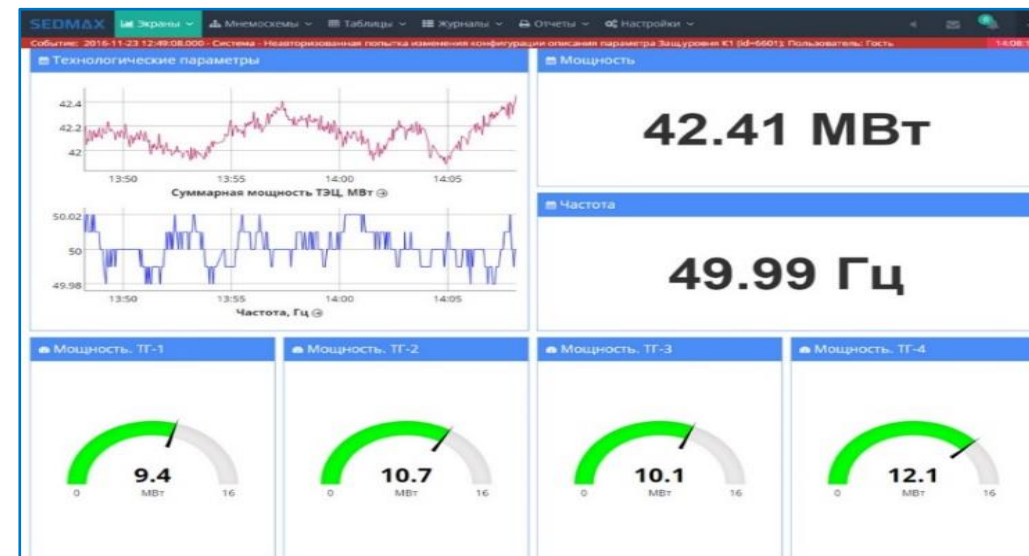 SEDMAX Экраны Мнемосхемы Таблицы Журналы Отчеты Настройки
Событие: 2016-11-23 12:49:08.000 - Система - Неавторизованная попытка изменения конфигурации описания параметра Защ.уровня К1 (id=6601); Пользователь: Гость 14:08:
Технологические параметры
42.4
42.2
42
13:50 13:55 14:00 14:05
Суммарная мощность ТЭЦ, МВт
50.02
50
49.98
13:50 13:55 14:00 14:05
Частота, Гц
Мощность
42.41 МВт
Частота
49.99 Гц
Мощность. ТГ-1
9.4
МВт
0 16
Мощность. ТГ-2
10.7
МВт
0 16
Мощность. ТГ-3
10.1
МВт
0 16
Мощность. ТГ-4
12.1
МВт
0 16